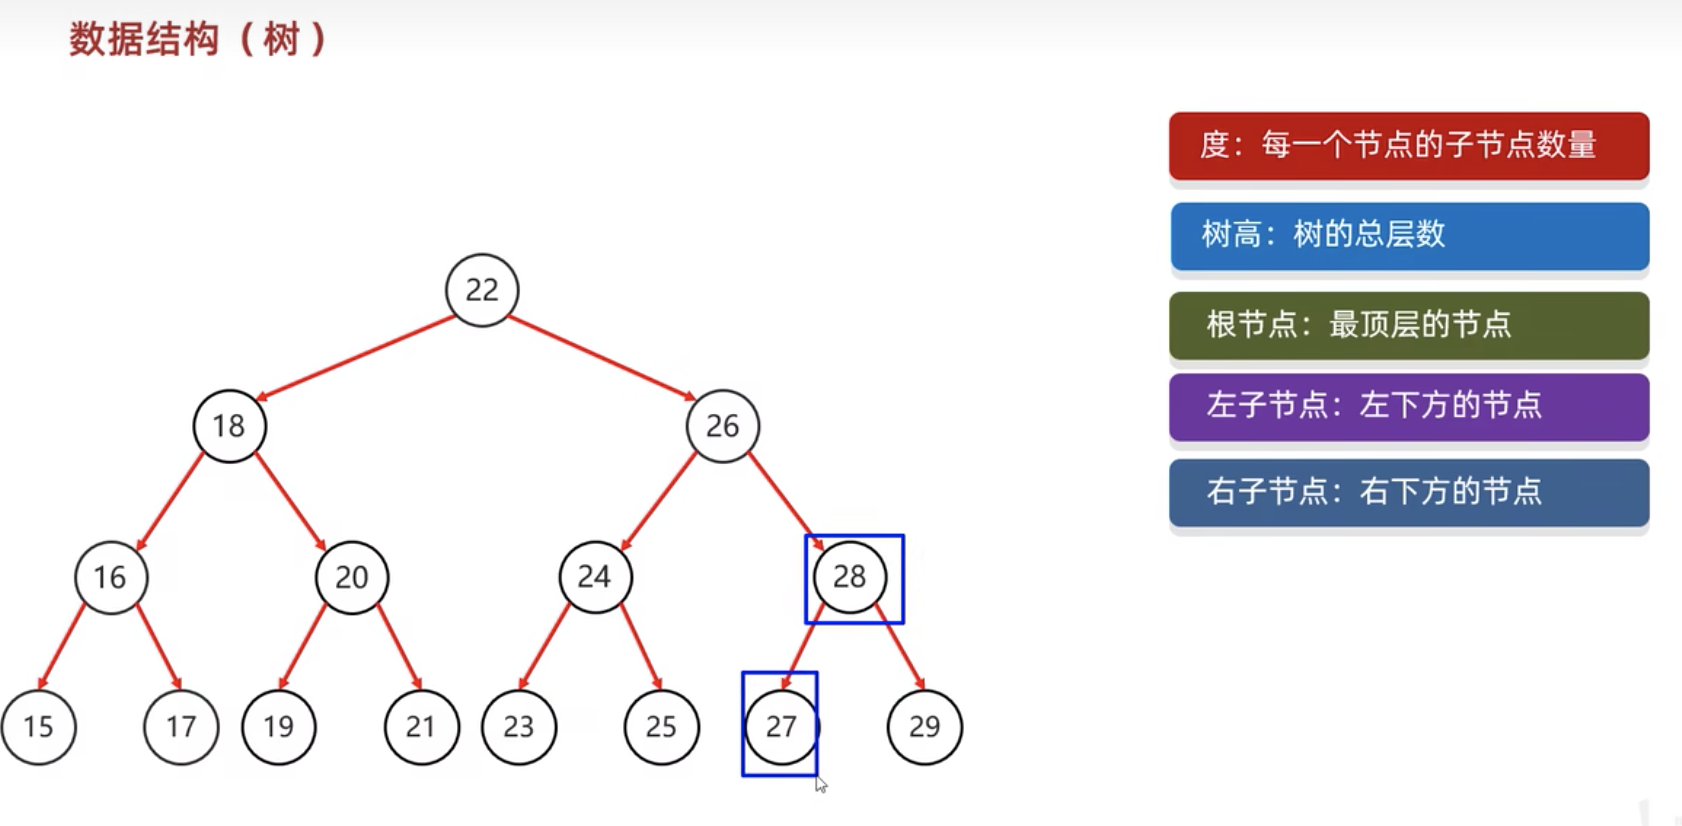 数据结构（树）
度：每一个节点的子节点数量
树高：树的总层数
根节点：最顶层的节点
左子节点：左下方的节点
右子节点：右下方的节点
22
18 26
16 20 24 28
15 17 19 21 23 25 27 29